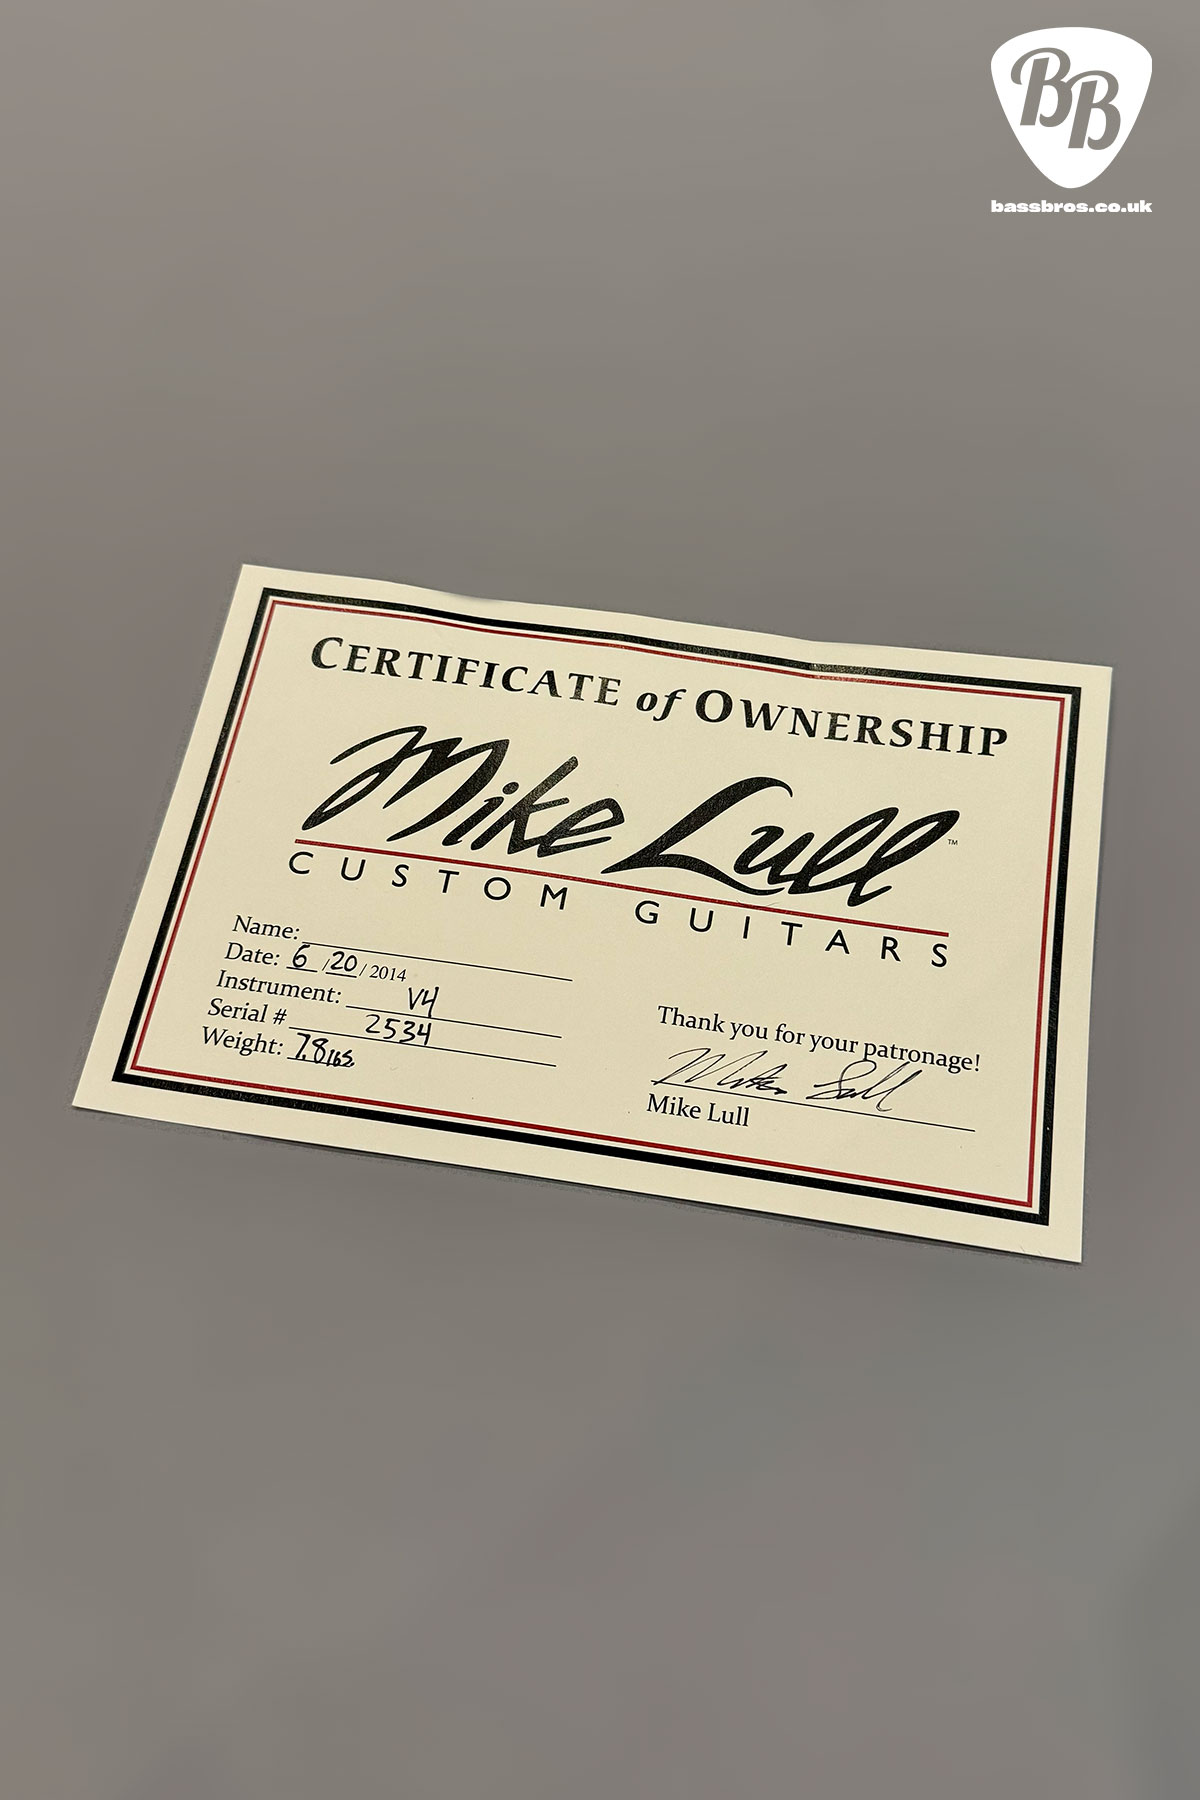 BB
bassbros.co.uk
CERTIFICATE of OWNERSHIP
Mike Lull™
CUSTOM GUITARS
Name:
Date: 6 / 20 / 2014
Instrument: V4
Serial # 2534
Weight: 7.8 lbs
Thank you for your patronage!
Mike Lull
Mike Lull